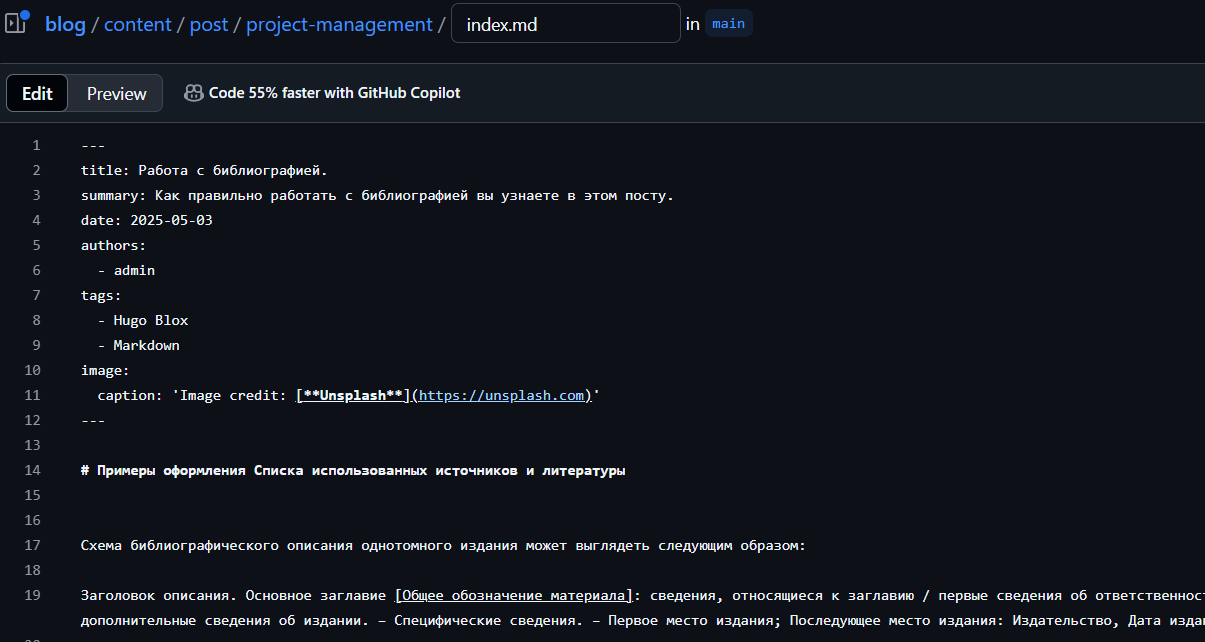 blog / content / post / project-management / index.md in main
Edit Preview Code 55% faster with GitHub Copilot
1 ---
2 title: Работа с библиографией.
3 summary: Как правильно работать с библиографией вы узнаете в этом посту.
4 date: 2025-05-03
5 authors:
6 - admin
7 tags:
8 - Hugo Blox
9 - Markdown
10 image:
11 caption: 'Image credit: [**Unsplash**](https://unsplash.com)'
12 ---
13
14 # Примеры оформления Списка использованных источников и литературы
15
16
17 Схема библиографического описания однотомного издания может выглядеть следующим образом:
18
19 Заголовок описания. Основное заглавие [Общее обозначение материала]: сведения, относящиеся к заглавию / первые сведения об
дополнительные сведения об издании. – Специфические сведения. – Первое место издания; Последующее место издания: Издательство, Дата